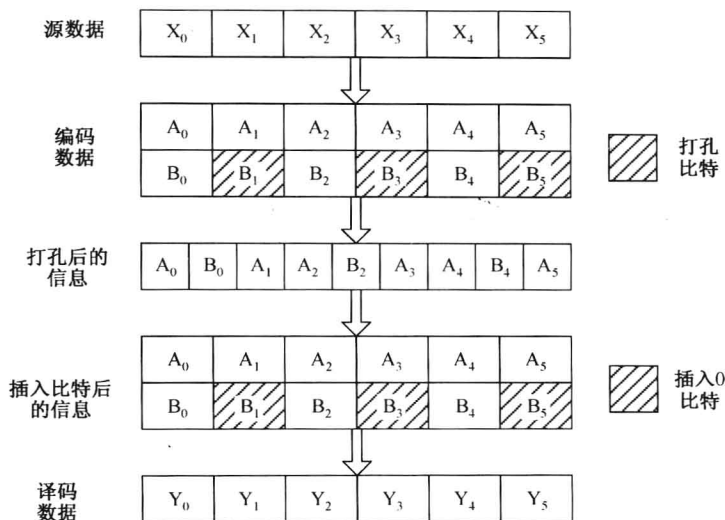 源数据
X₀ X₁ X₂ X₃ X₄ X₅
编码
数据
A₀ A₁ A₂ A₃ A₄ A₅
B₀ B₁ B₂ B₃ B₄ B₅
打孔
比特
打孔后的
信息
A₀ B₀ A₁ A₂ B₂ A₃ A₄ B₄ A₅
插入比特后
的信息
A₀ A₁ A₂ A₃ A₄ A₅
B₀ B₁ B₂ B₃ B₄ B₅
插入0
比特
译码
数据
Y₀ Y₁ Y₂ Y₃ Y₄ Y₅